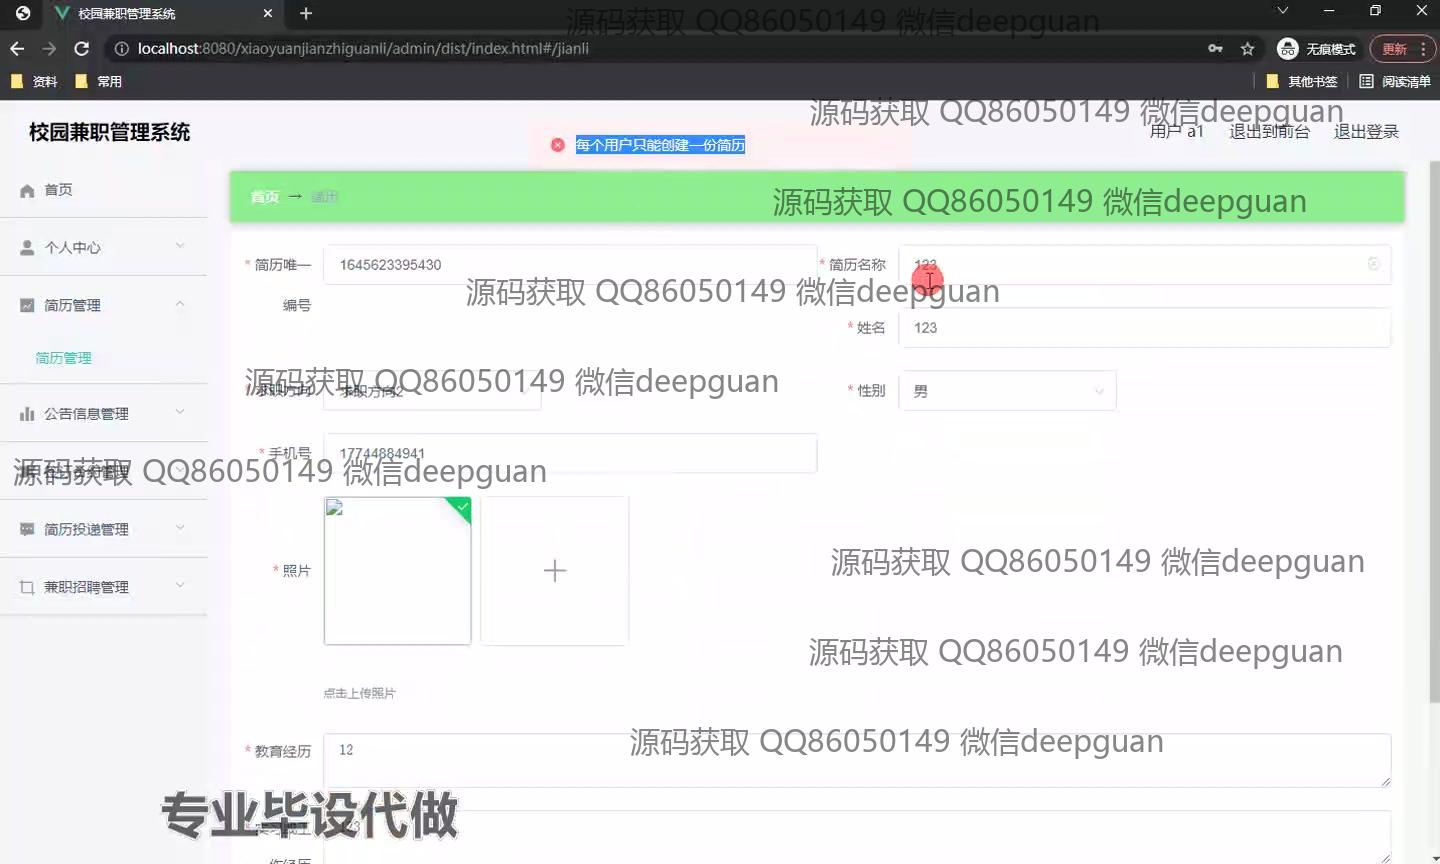 校园兼职管理系统
源码获取 QQ86050149 微信deepguan
localhost:8080/xiaoyuanjianzhiguanli/admin/dist/index.html#/jianli
无痕模式
更新
资料
常用
其他书签
阅读清单
源码获取 QQ86050149 微信deepguan
校园兼职管理系统
每个用户只能创建一份简历
用户 a1
退出到前台
退出登录
首页
首页 → 简历
源码获取 QQ86050149 微信deepguan
个人中心
* 简历唯一编号
1645623395430
* 简历名称
123
源码获取 QQ86050149 微信deepguan
简历管理
* 姓名
123
简历管理
* 求职方向
求职方向2
源码获取 QQ86050149 微信deepguan
* 性别
男
公告信息管理
* 手机号
17744884941
源码获取 QQ86050149 微信deepguan
简历投递管理
* 照片
源码获取 QQ86050149 微信deepguan
兼职招聘管理
源码获取 QQ86050149 微信deepguan
点击上传照片
* 教育经历
12
源码获取 QQ86050149 微信deepguan
专业毕设代做